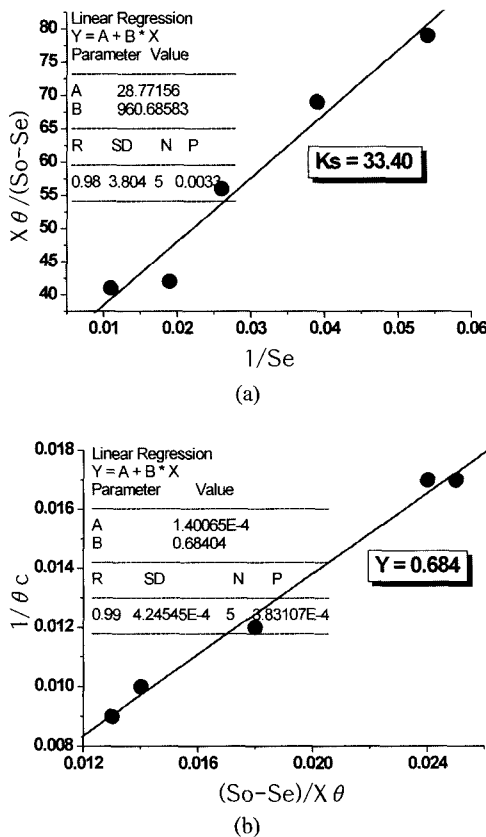 Linear Regression
Y = A + B * X
Parameter Value
A 28.77156
B 960.68583
R SD N P
0.98 3.804 5 0.0033
Ks = 33.40
80
75
70
65
60
55
50
45
40
Xθ/(So-Se)
0.01 0.02 0.03 0.04 0.05 0.06
1/Se
(a)
Linear Regression
Y = A + B * X
Parameter Value
A 1.40065E-4
B 0.68404
R SD N P
0.99 4.24545E-4 5 3.83107E-4
Y = 0.684
0.018
0.016
0.014
0.012
0.010
0.008
1/θc
0.012 0.016 0.020 0.024
(So-Se)/Xθ
(b)